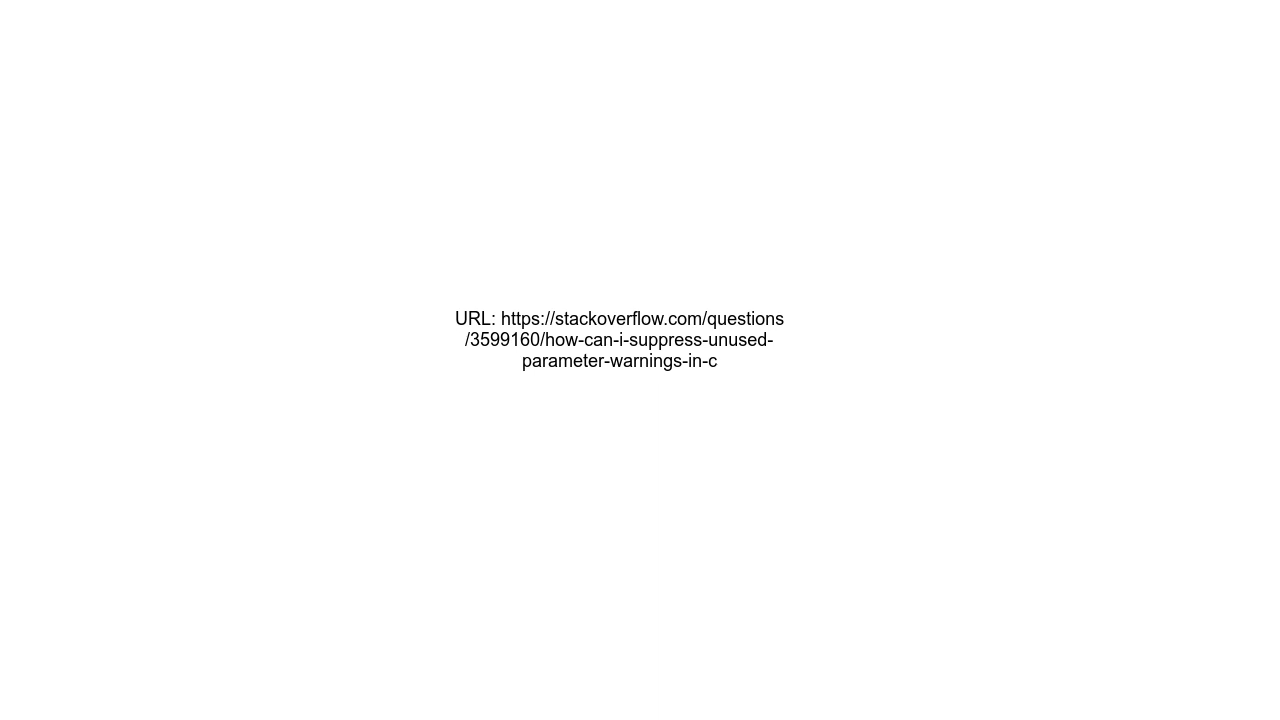 URL: https://stackoverflow.com/questions
/3599160/how-can-i-suppress-unused-
parameter-warnings-in-c